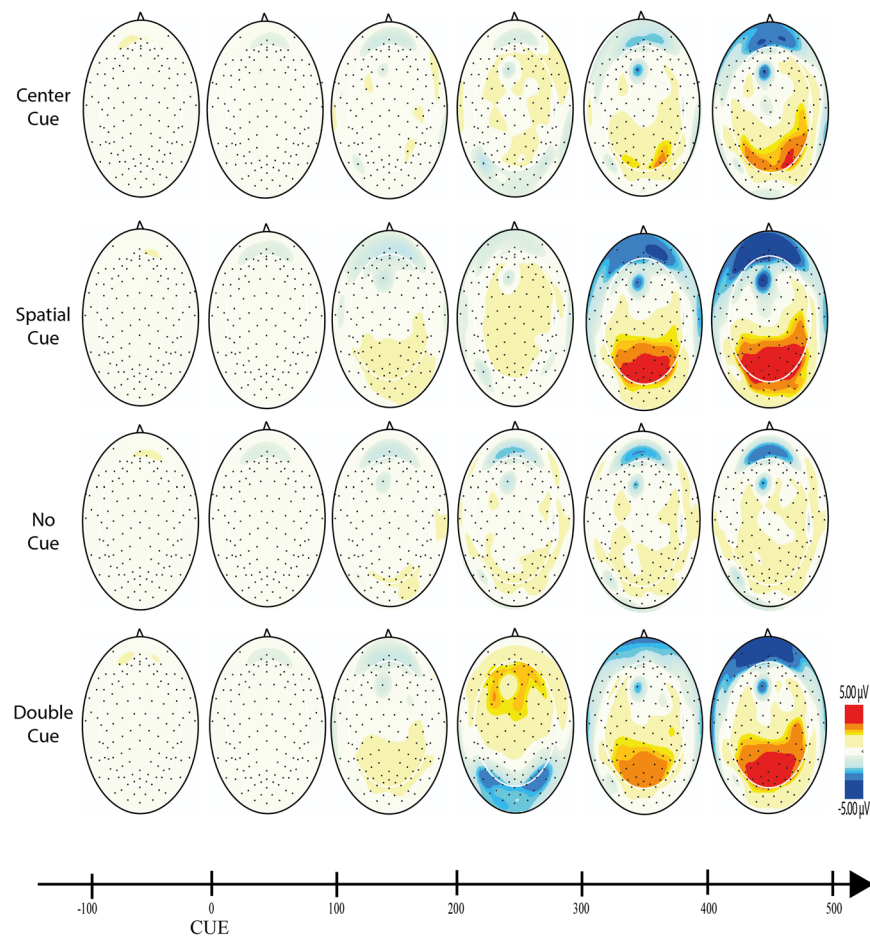 Center
Cue
Spatial
Cue
No
Cue
Double
Cue
5.00 µV
-5.00 µV
-100
0
100
200
300
400
500
CUE